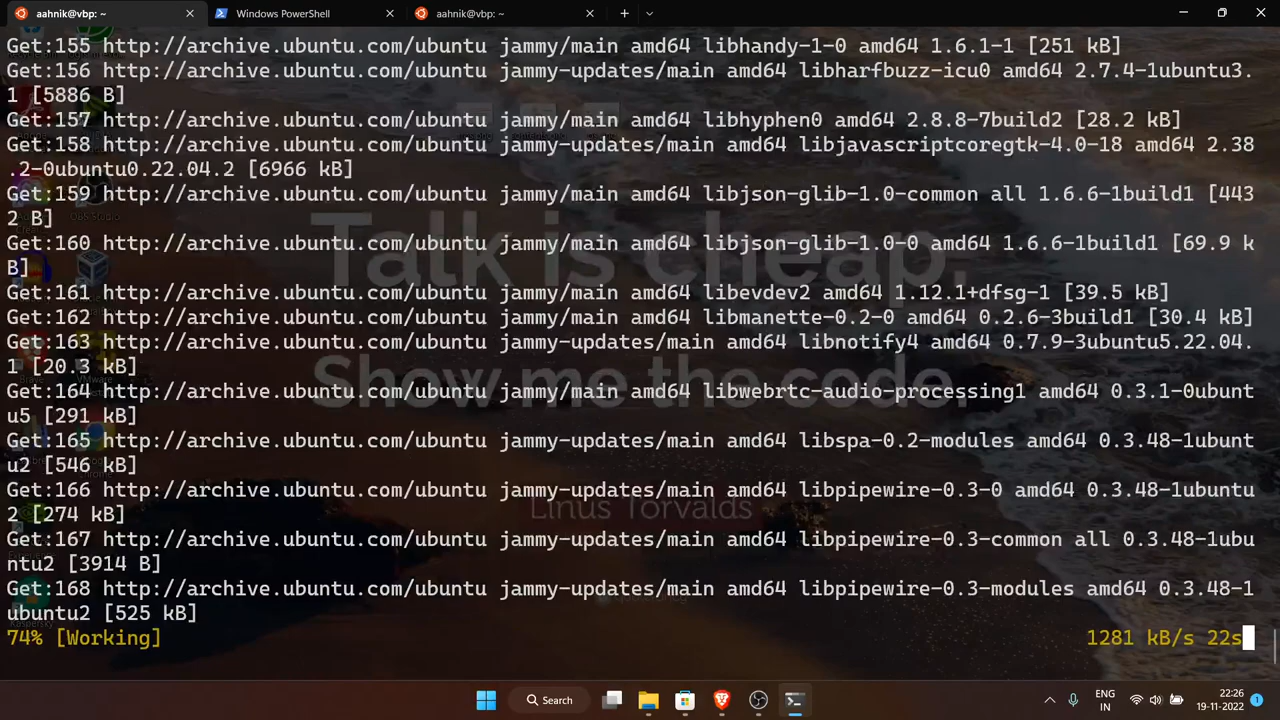 aahnik@vbp: ~
Windows PowerShell
aahnik@vbp: ~
Get:155 http://archive.ubuntu.com/ubuntu jammy/main amd64 libhandy-1-0 amd64 1.6.1-1 [251 kB]
Get:156 http://archive.ubuntu.com/ubuntu jammy-updates/main amd64 libharfbuzz-icu0 amd64 2.7.4-1ubuntu3.
1 [5886 B]
Get:157 http://archive.ubuntu.com/ubuntu jammy/main amd64 libhyphen0 amd64 2.8.8-7build2 [28.2 kB]
Get:158 http://archive.ubuntu.com/ubuntu jammy-updates/main amd64 libjavascriptcoregtk-4.0-18 amd64 2.38
.2-0ubuntu0.22.04.2 [6966 kB]
Get:159 http://archive.ubuntu.com/ubuntu jammy/main amd64 libjson-glib-1.0-common all 1.6.6-1build1 [443
2 B]
Get:160 http://archive.ubuntu.com/ubuntu jammy/main amd64 libjson-glib-1.0-0 amd64 1.6.6-1build1 [69.9 k
B]
Get:161 http://archive.ubuntu.com/ubuntu jammy/main amd64 libevdev2 amd64 1.12.1+dfsg-1 [39.5 kB]
Get:162 http://archive.ubuntu.com/ubuntu jammy/main amd64 libmanette-0.2-0 amd64 0.2.6-3build1 [30.4 kB]
Get:163 http://archive.ubuntu.com/ubuntu jammy-updates/main amd64 libnotify4 amd64 0.7.9-3ubuntu5.22.04.
1 [20.3 kB]
Get:164 http://archive.ubuntu.com/ubuntu jammy/main amd64 libwebrtc-audio-processing1 amd64 0.3.1-0ubunt
u5 [291 kB]
Get:165 http://archive.ubuntu.com/ubuntu jammy-updates/main amd64 libspa-0.2-modules amd64 0.3.48-1ubunt
u2 [546 kB]
Get:166 http://archive.ubuntu.com/ubuntu jammy-updates/main amd64 libpipewire-0.3-0 amd64 0.3.48-1ubuntu
2 [274 kB]
Get:167 http://archive.ubuntu.com/ubuntu jammy-updates/main amd64 libpipewire-0.3-common all 0.3.48-1ubu
ntu2 [3914 B]
Get:168 http://archive.ubuntu.com/ubuntu jammy-updates/main amd64 libpipewire-0.3-modules amd64 0.3.48-1
ubuntu2 [525 kB]
74% [Working] 1281 kB/s 22s
Talk is cheap.
Show me the code.
Linus Torvalds
OBS Studio
Brave
VMware
Kaspersky
Search
ENG
IN
22:26
19-11-2022
1